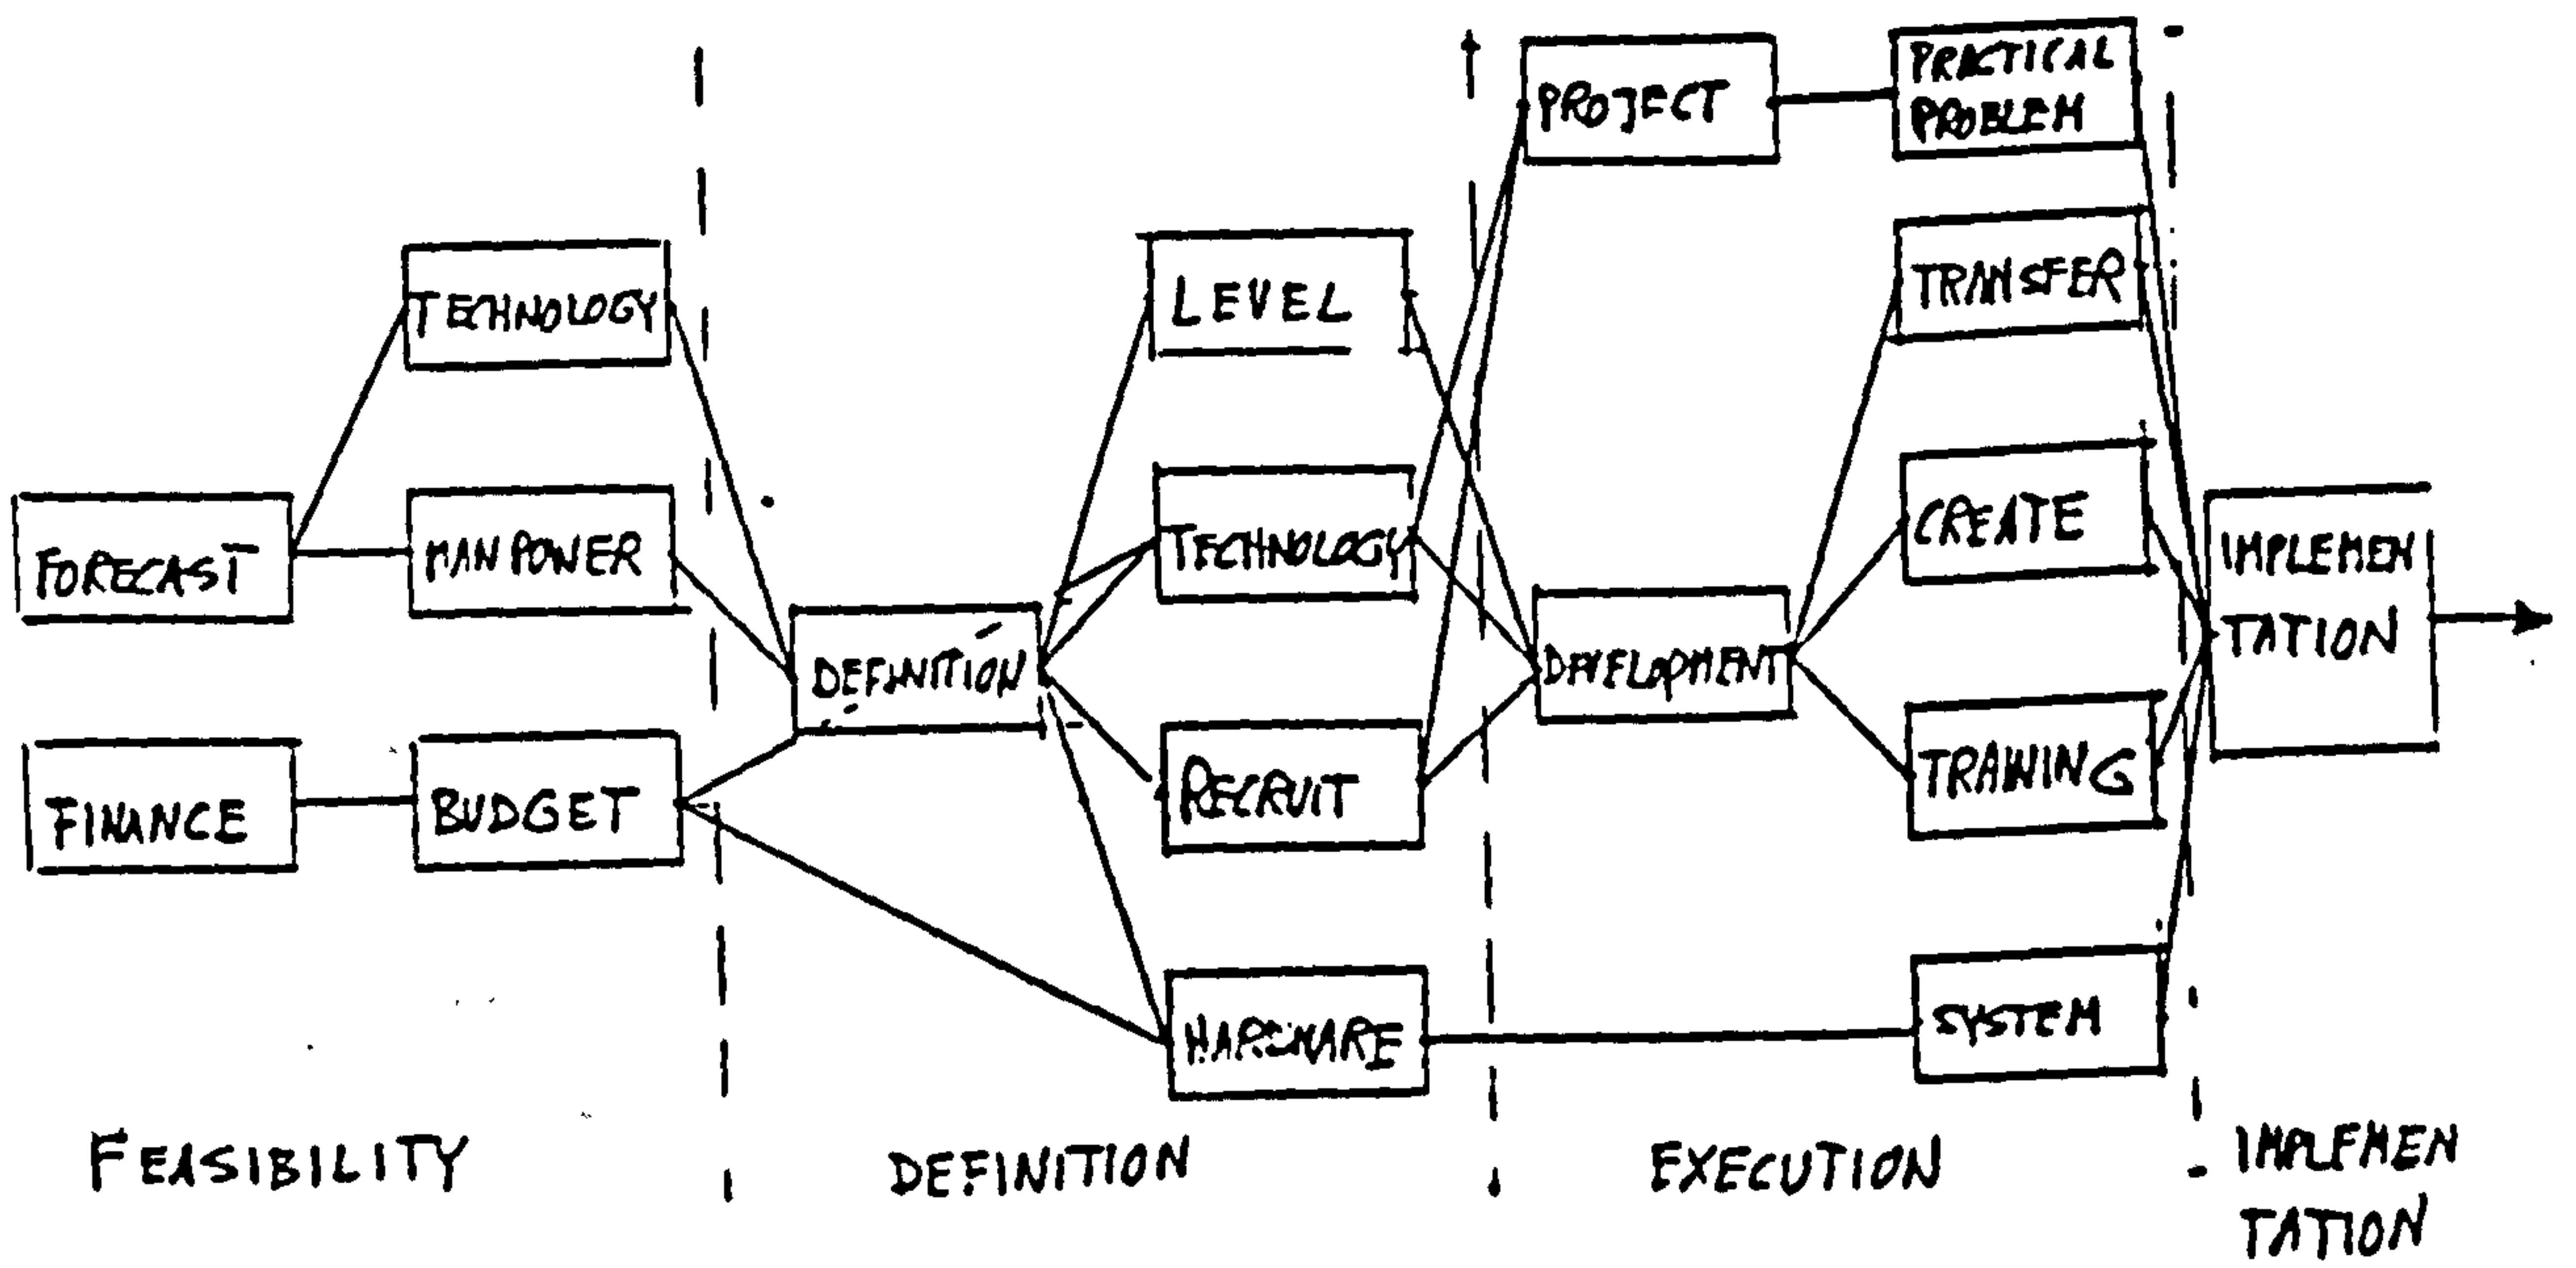 PROJECT
PRACTICAL
PROBLEM
TECHNOLOGY
LEVEL
TRANSFER
FORECAST
MANPOWER
TECHNOLOGY
CREATE
IMPLEMEN
TATION
DEFINITION
DEVELOPMENT
FINANCE
BUDGET
RECRUIT
TRAINING
HARDWARE
SYSTEM
FEASIBILITY
DEFINITION
EXECUTION
IMPLEMEN
TATION